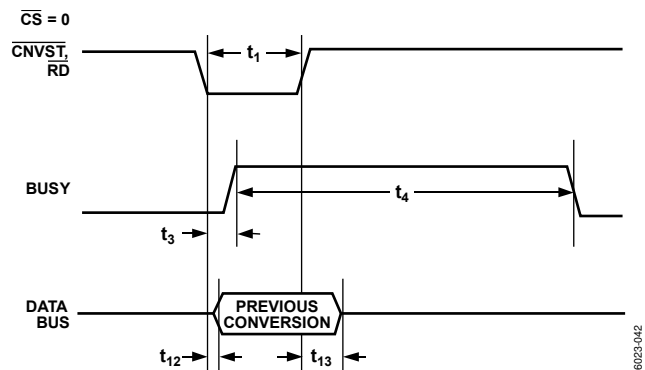 CS = 0
CNVST,
RD
t1
BUSY
t4
t3
DATA
BUS
PREVIOUS
CONVERSION
t12
t13
6023-042